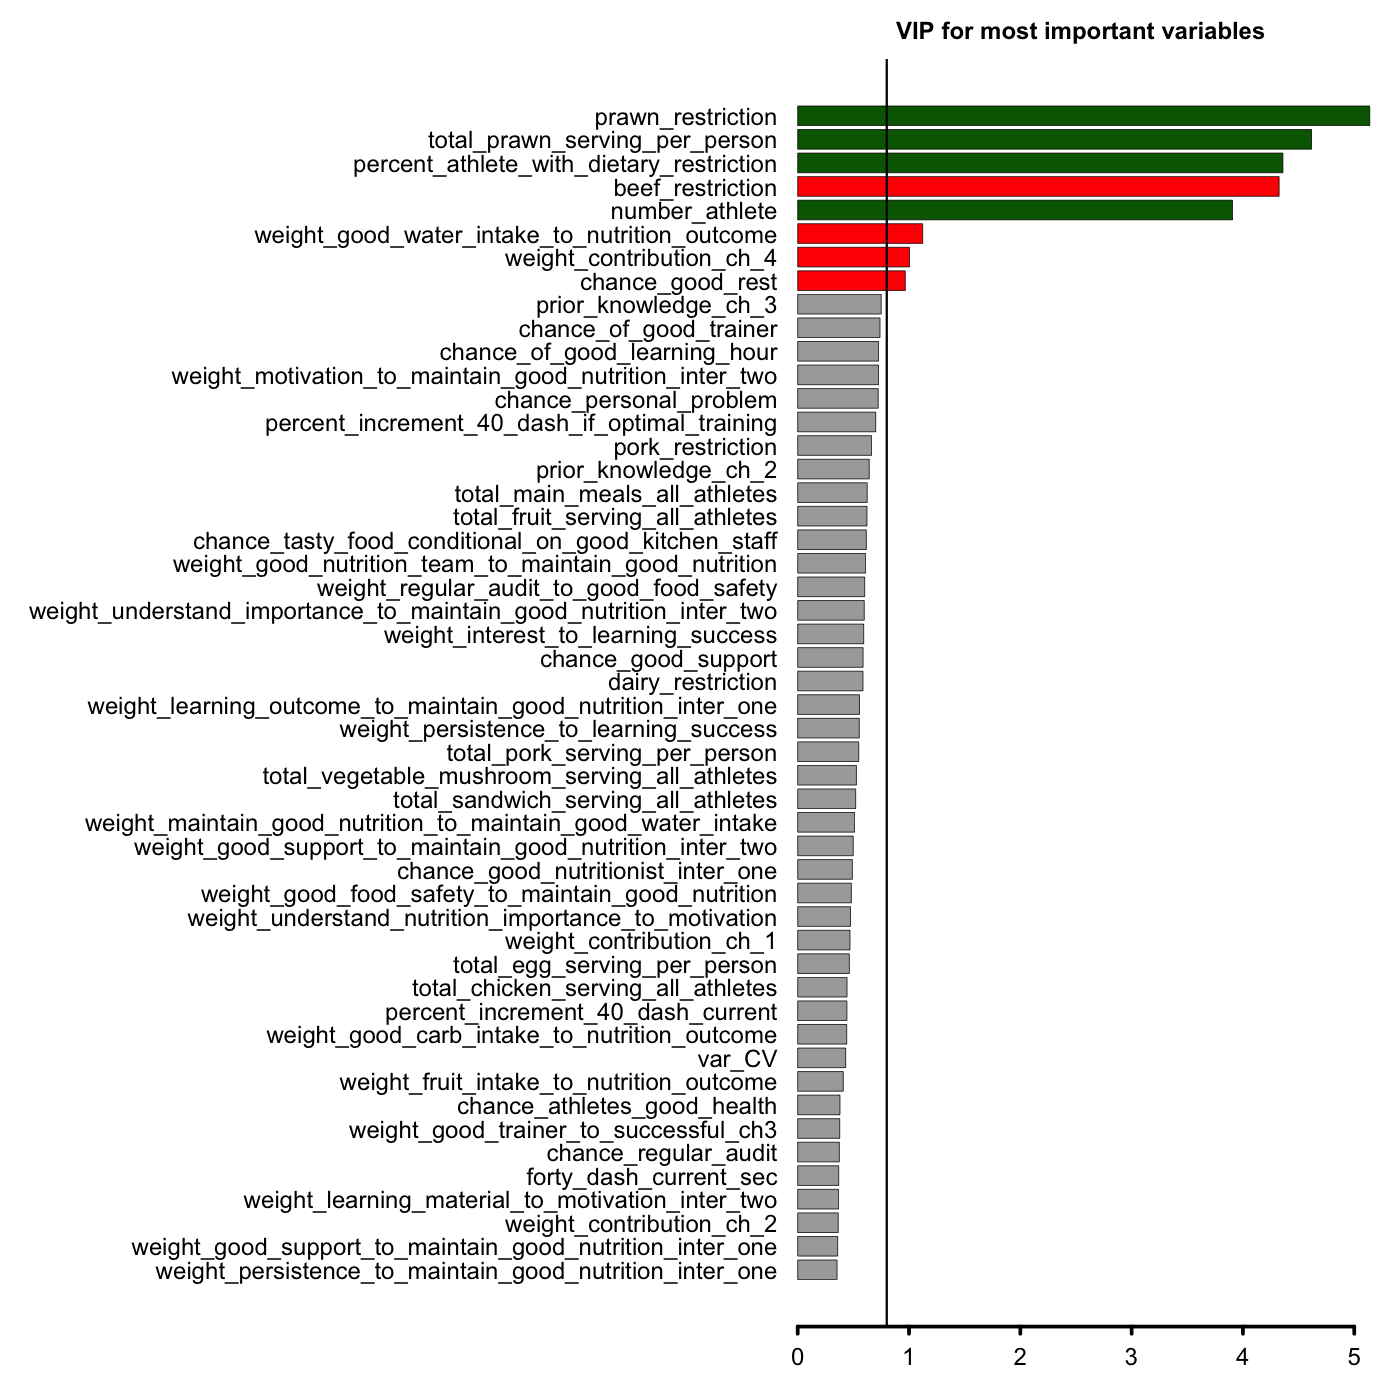 VIP for most important variables
prawn_restriction
total_prawn_serving_per_person
percent_athlete_with_dietary_restriction
beef_restriction
number_athlete
weight_good_water_intake_to_nutrition_outcome
weight_contribution_ch_4
chance_good_rest
prior_knowledge_ch_3
chance_of_good_trainer
chance_of_good_learning_hour
weight_motivation_to_maintain_good_nutrition_inter_two
chance_personal_problem
percent_increment_40_dash_if_optimal_training
pork_restriction
prior_knowledge_ch_2
total_main_meals_all_athletes
total_fruit_serving_all_athletes
chance_tasty_food_conditional_on_good_kitchen_staff
weight_good_nutrition_team_to_maintain_good_nutrition
weight_regular_audit_to_good_food_safety
weight_understand_importance_to_maintain_good_nutrition_inter_two
weight_interest_to_learning_success
chance_good_support
dairy_restriction
weight_learning_outcome_to_maintain_good_nutrition_inter_one
weight_persistence_to_learning_success
total_pork_serving_per_person
total_vegetable_mushroom_serving_all_athletes
total_sandwich_serving_all_athletes
weight_maintain_good_nutrition_to_maintain_good_water_intake
weight_good_support_to_maintain_good_nutrition_inter_two
chance_good_nutritionist_inter_one
weight_good_food_safety_to_maintain_good_nutrition
weight_understand_nutrition_importance_to_motivation
weight_contribution_ch_1
total_egg_serving_per_person
total_chicken_serving_all_athletes
percent_increment_40_dash_current
weight_good_carb_intake_to_nutrition_outcome
var_CV
weight_fruit_intake_to_nutrition_outcome
chance_athletes_good_health
weight_good_trainer_to_successful_ch3
chance_regular_audit
forty_dash_current_sec
weight_learning_material_to_motivation_inter_two
weight_contribution_ch_2
weight_good_support_to_maintain_good_nutrition_inter_one
weight_persistence_to_maintain_good_nutrition_inter_one
0 1 2 3 4 5